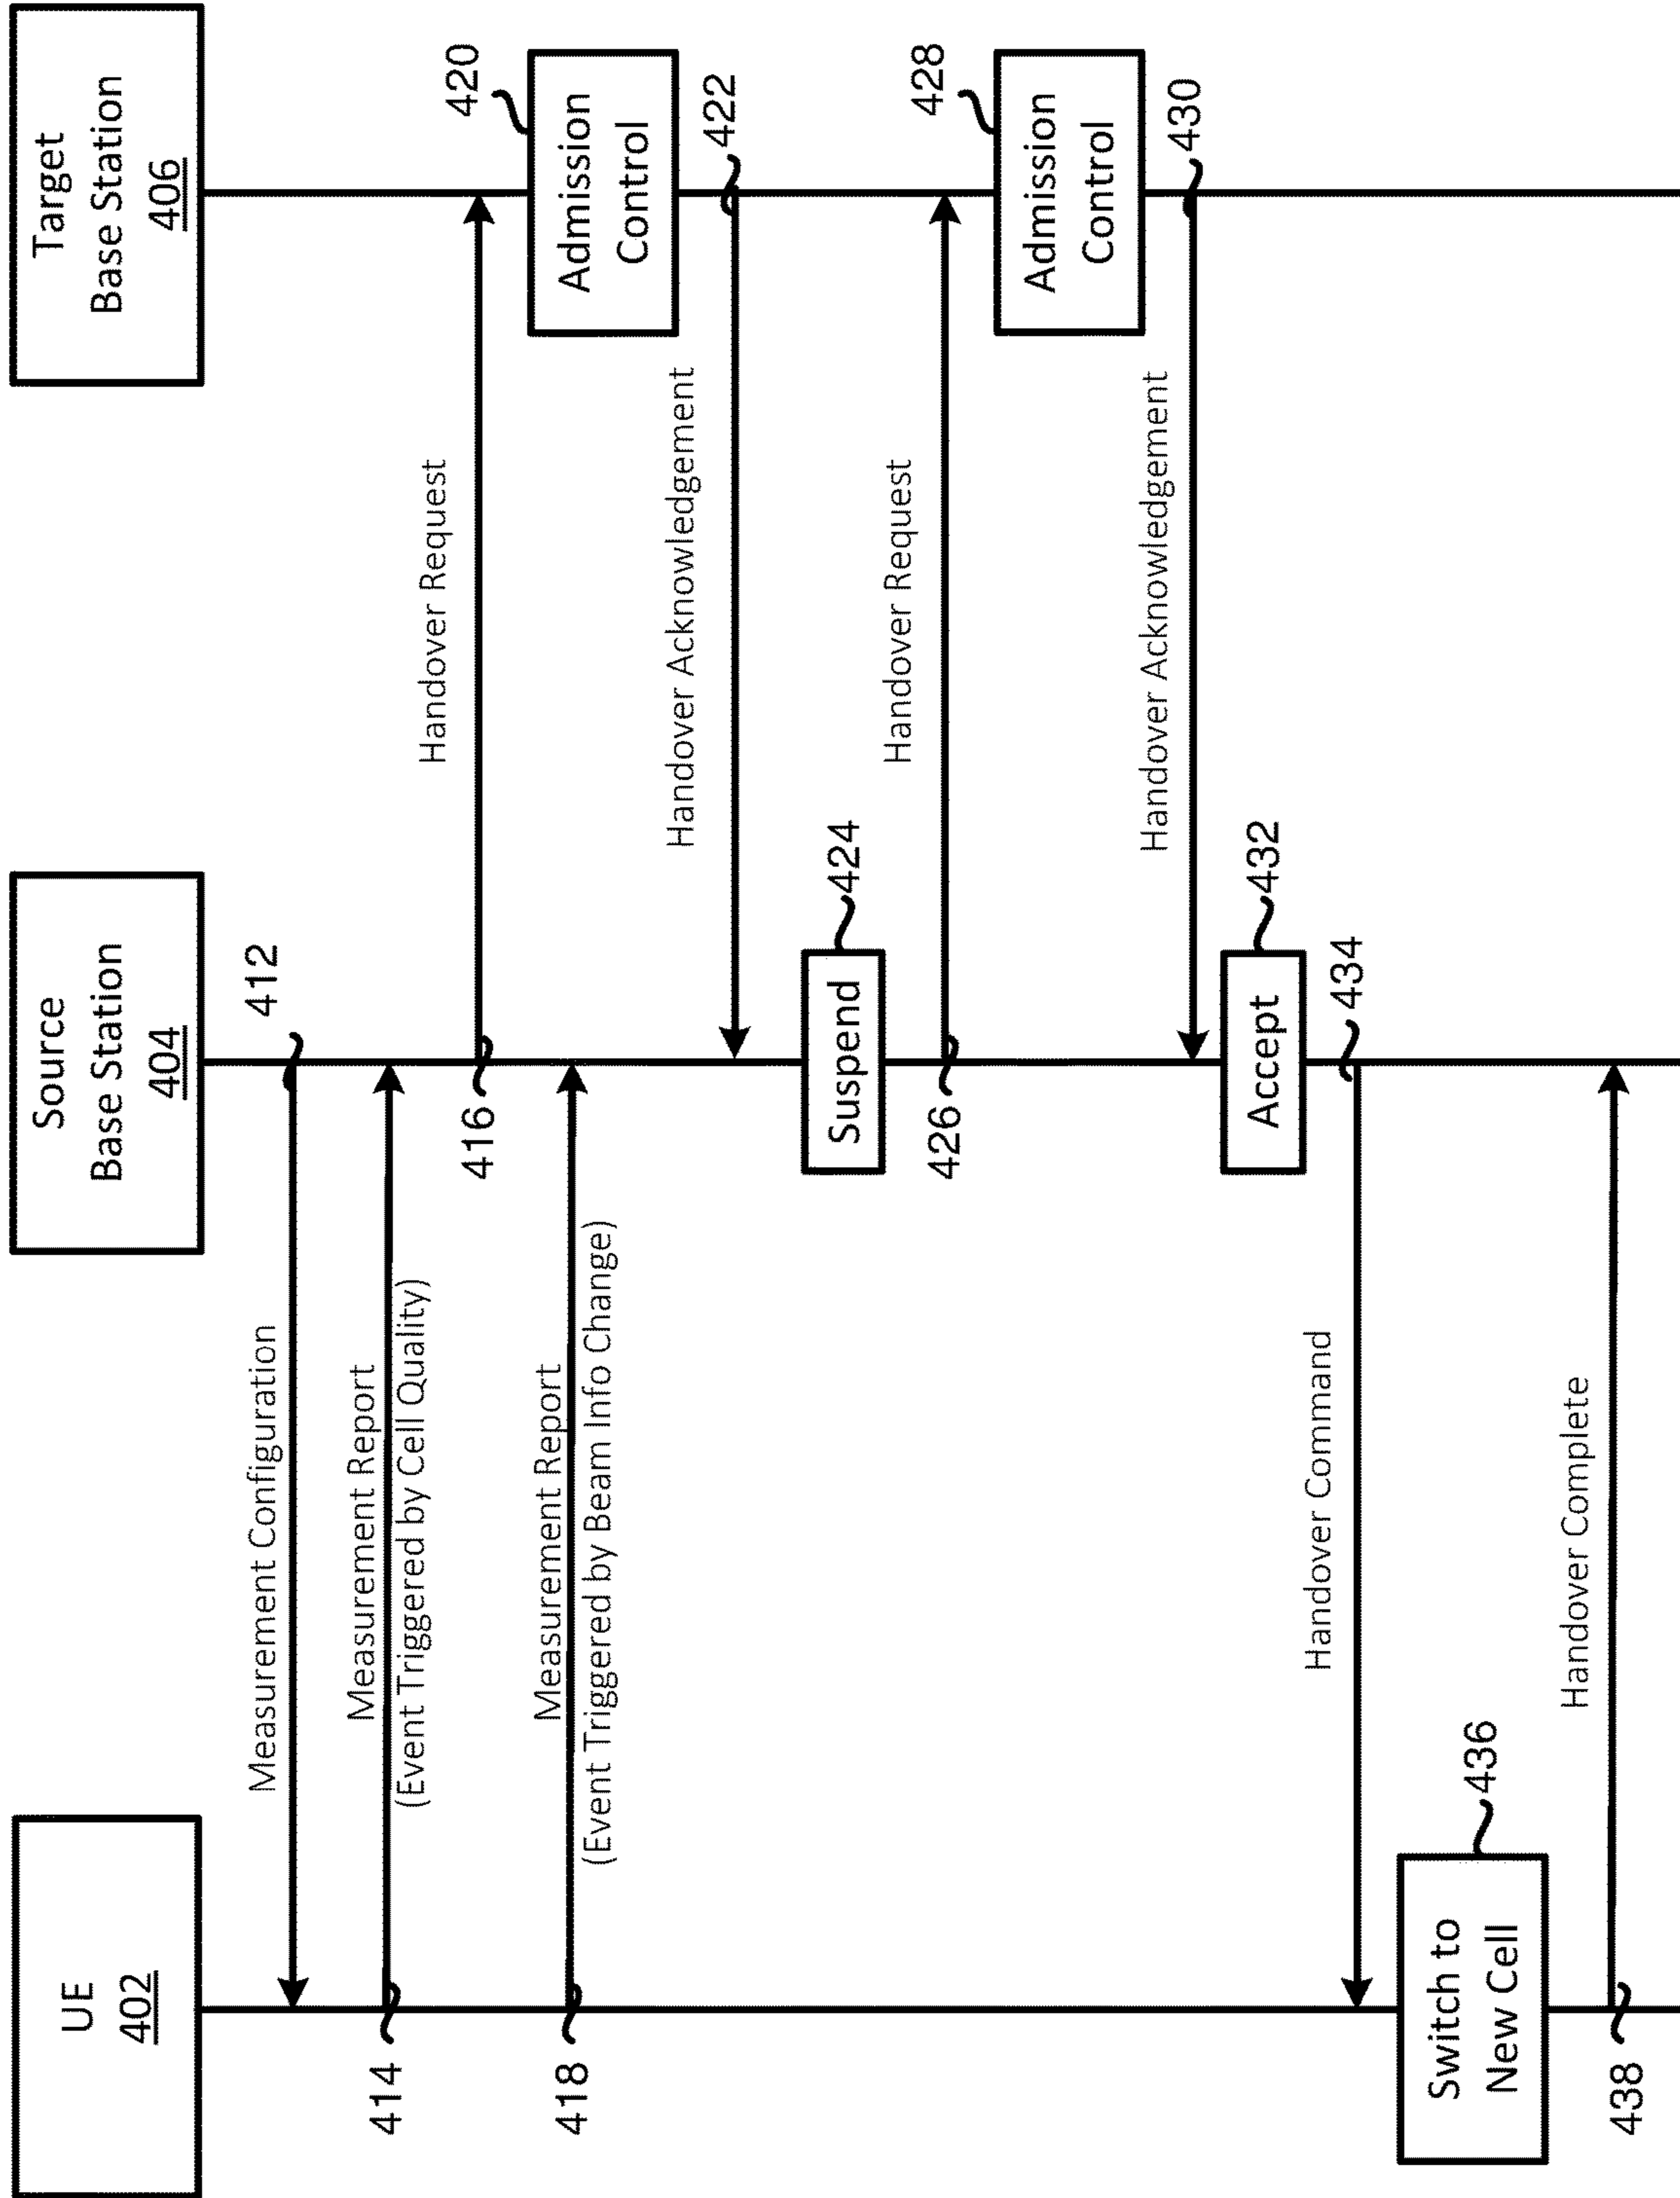 UE
402
Source
Base Station
404
Target
Base Station
406
412
Measurement Configuration
414
Measurement Report
(Event Triggered by Cell Quality)
416
Handover Request
418
Measurement Report
(Event Triggered by Beam Info Change)
420
Admission
Control
422
Handover Acknowledgement
Suspend
424
426
Handover Request
428
Admission
Control
430
Handover Acknowledgement
Accept
432
434
Handover Command
Switch to
New Cell
436
438
Handover Complete